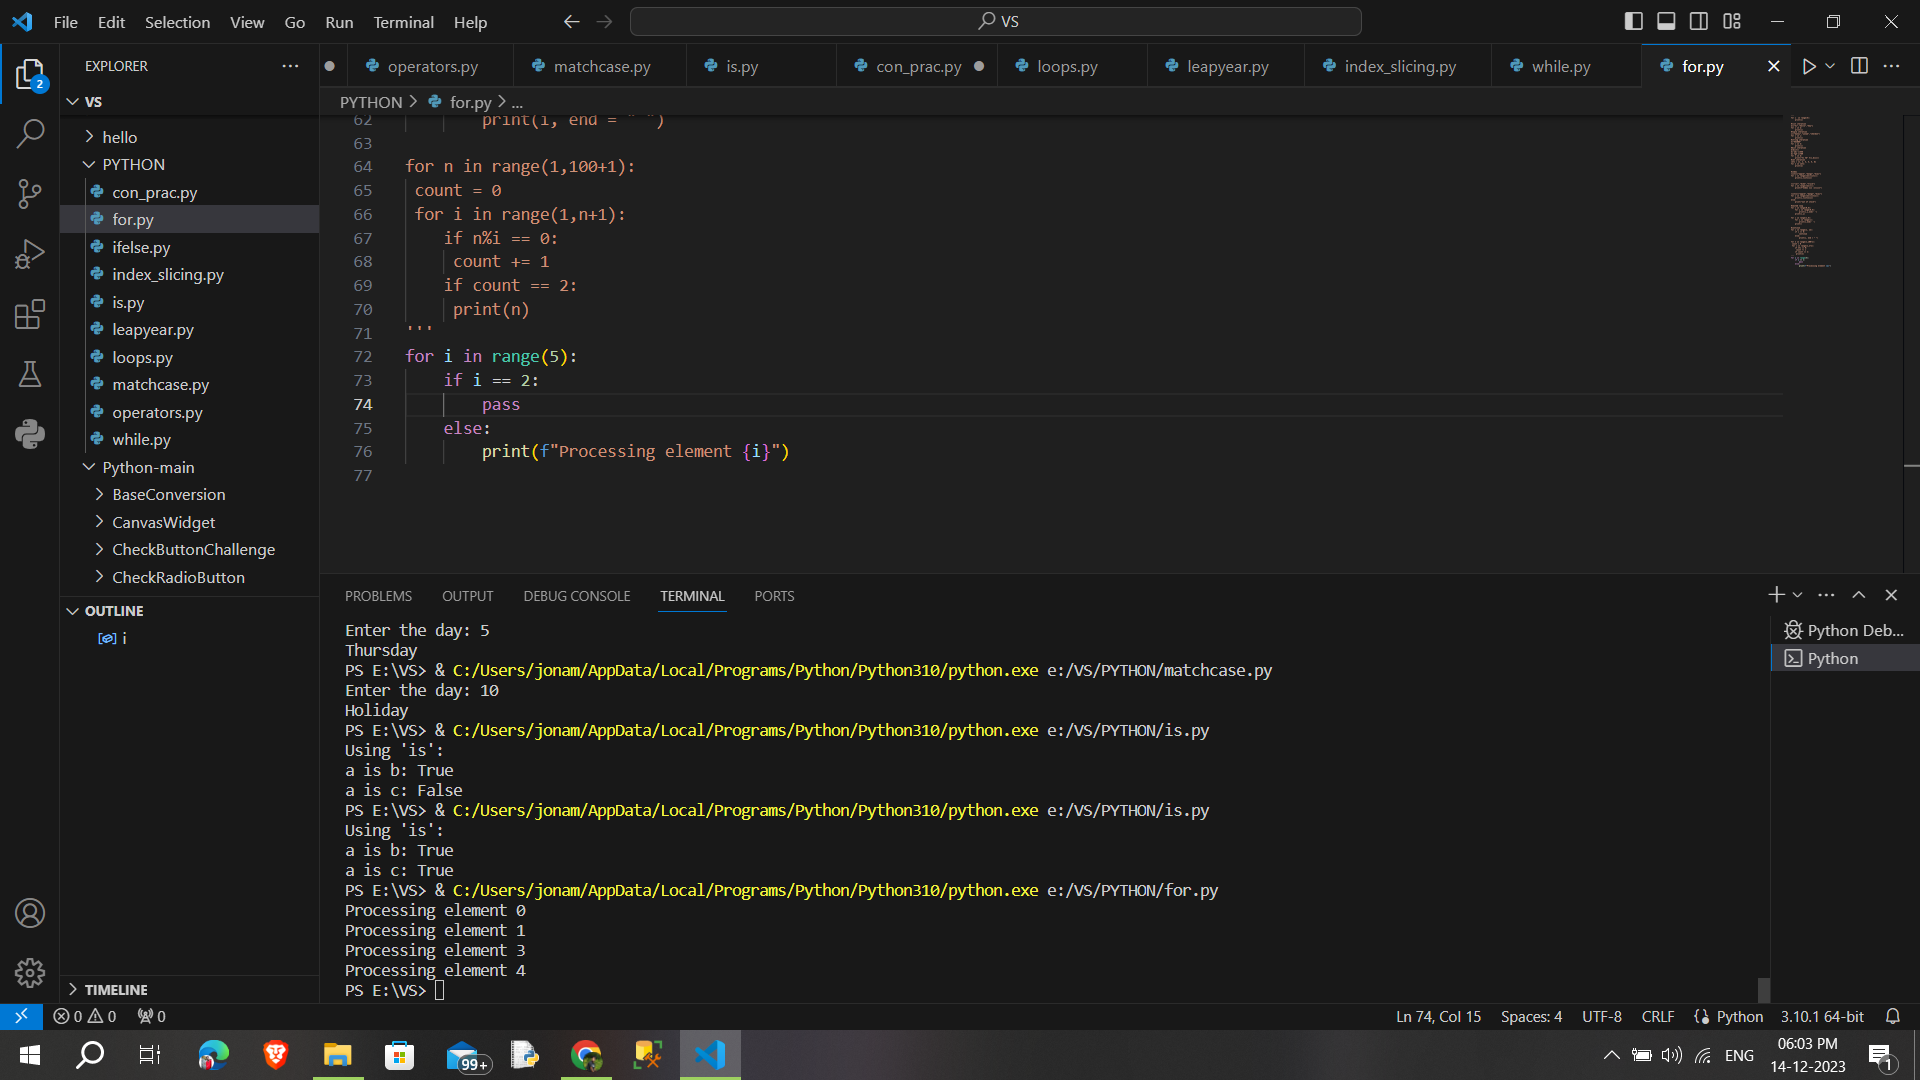 File Edit Selection View Go Run Terminal Help
VS
EXPLORER
2
VS
hello
PYTHON
con_prac.py
for.py
ifelse.py
index_slicing.py
is.py
leapyear.py
loops.py
matchcase.py
operators.py
while.py
Python-main
BaseConversion
CanvasWidget
CheckButtonChallenge
CheckRadioButton
OUTLINE
i
TIMELINE
operators.py matchcase.py is.py con_prac.py loops.py leapyear.py index_slicing.py while.py for.py
PYTHON > for.py > ...
62 print(i, end = " ")
63
64 for n in range(1,100+1):
65 count = 0
66 for i in range(1,n+1):
67 if n%i == 0:
68 count += 1
69 if count == 2:
70 print(n)
71 '''
72 for i in range(5):
73 if i == 2:
74 pass
75 else:
76 print(f"Processing element {i}")
77
PROBLEMS OUTPUT DEBUG CONSOLE TERMINAL PORTS
Enter the day: 5
Thursday
PS E:\VS> & C:/Users/jonam/AppData/Local/Programs/Python/Python310/python.exe e:/VS/PYTHON/matchcase.py
Enter the day: 10
Holiday
PS E:\VS> & C:/Users/jonam/AppData/Local/Programs/Python/Python310/python.exe e:/VS/PYTHON/is.py
Using 'is':
a is b: True
a is c: False
PS E:\VS> & C:/Users/jonam/AppData/Local/Programs/Python/Python310/python.exe e:/VS/PYTHON/is.py
Using 'is':
a is b: True
a is c: True
PS E:\VS> & C:/Users/jonam/AppData/Local/Programs/Python/Python310/python.exe e:/VS/PYTHON/for.py
Processing element 0
Processing element 1
Processing element 3
Processing element 4
PS E:\VS>
Python Deb...
Python
0 0 0
Ln 74, Col 15 Spaces: 4 UTF-8 CRLF Python 3.10.1 64-bit
99+
ENG
06:03 PM
14-12-2023
1